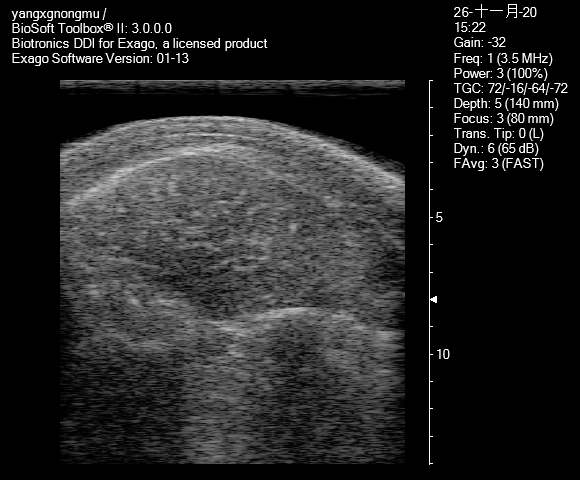 yangxgnongmu /
BioSoft Toolbox® II: 3.0.0.0
Biotronics DDI for Exago, a licensed product
Exago Software Version: 01-13
26-十一月-20
15:22
Gain: -32
Freq: 1 (3.5 MHz)
Power: 3 (100%)
TGC: 72/-16/-64/-72
Depth: 5 (140 mm)
Focus: 3 (80 mm)
Trans. Tip: 0 (L)
Dyn.: 6 (65 dB)
FAvg: 3 (FAST)
5
10